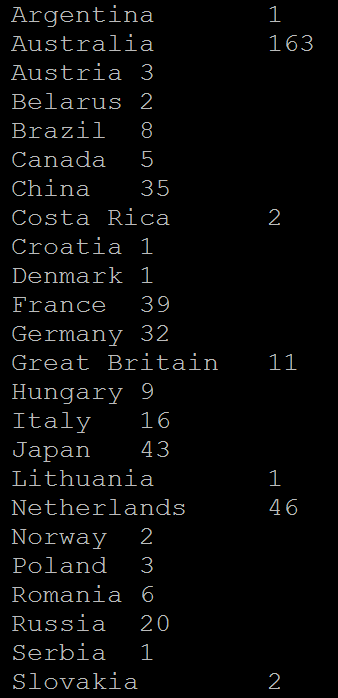 Argentina 1
Australia 163
Austria 3
Belarus 2
Brazil 8
Canada 5
China 35
Costa Rica 2
Croatia 1
Denmark 1
France 39
Germany 32
Great Britain 11
Hungary 9
Italy 16
Japan 43
Lithuania 1
Netherlands 46
Norway 2
Poland 3
Romania 6
Russia 20
Serbia 1
Slovakia 2